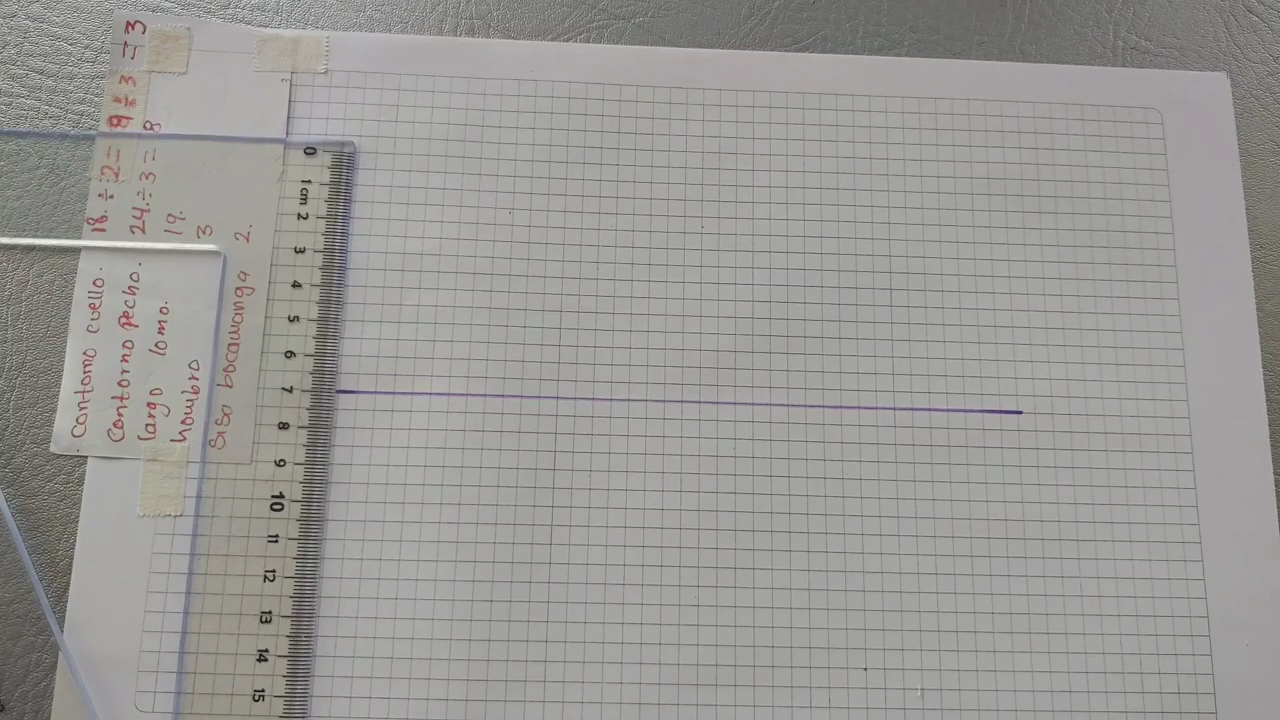 Contorno cuello. 18. ÷ 2 = 9 ÷ 3 = 3
Contorno pecho. 24. ÷ 3 = 8
largo lomo. 19.
hombro 3
Sisa bocamanga 2.
0 1 cm 2 3 4 5 6 7 8 9 10 11 12 13 14 15